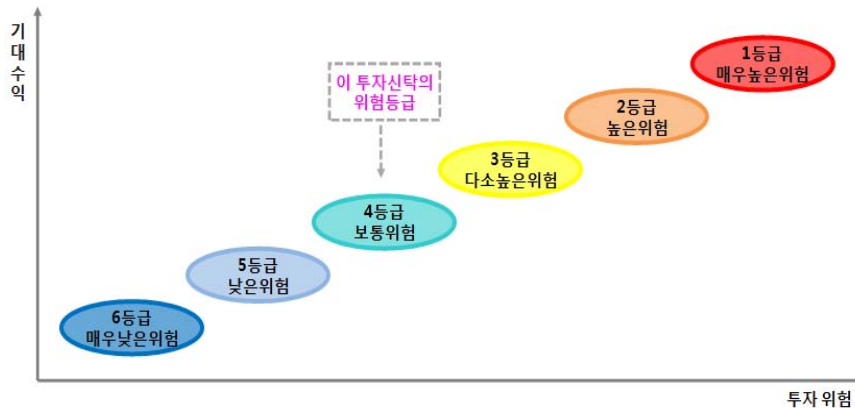 기대수익
1등급
매우높은위험
이 투자신탁의
위험등급
2등급
높은위험
3등급
다소높은위험
4등급
보통위험
5등급
낮은위험
6등급
매우낮은위험
투자 위험